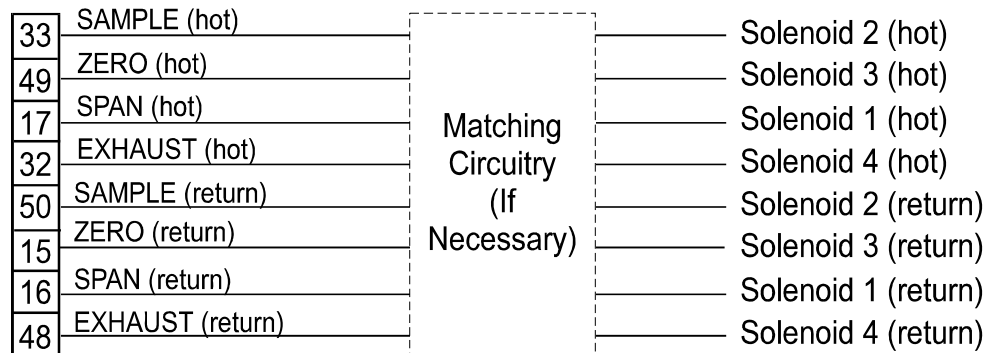 33 SAMPLE (hot) Solenoid 2 (hot)
49 ZERO (hot) Solenoid 3 (hot)
17 SPAN (hot) Solenoid 1 (hot)
32 EXHAUST (hot) Solenoid 4 (hot)
50 SAMPLE (return) Solenoid 2 (return)
15 ZERO (return) Solenoid 3 (return)
16 SPAN (return) Solenoid 1 (return)
48 EXHAUST (return) Solenoid 4 (return)
Matching
Circuitry
(If
Necessary)